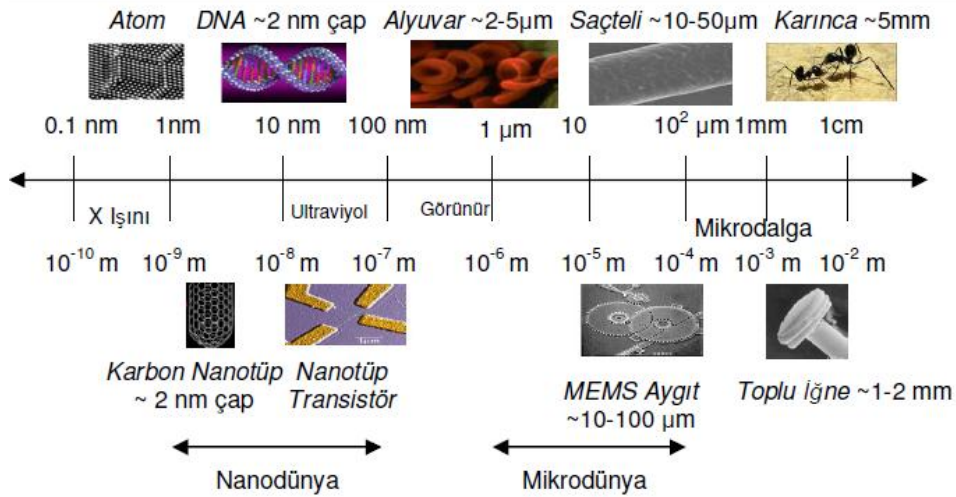 Atom DNA ~2 nm çap Alyuvar ~2-5µm Saçteli ~10-50µm Karınca ~5mm
0.1 nm 1nm 10 nm 100 nm 1 µm 10 10² µm 1mm 1cm
X Işını Ultraviyol Görünür
Mikrodalga
10⁻¹⁰ m 10⁻⁹ m 10⁻⁸ m 10⁻⁷ m 10⁻⁶ m 10⁻⁵ m 10⁻⁴ m 10⁻³ m 10⁻² m
Karbon Nanotüp Nanotüp MEMS Aygıt Toplu İğne ~1-2 mm
~ 2 nm çap Transistör ~10-100 µm
Nanodünya Mikrodünya